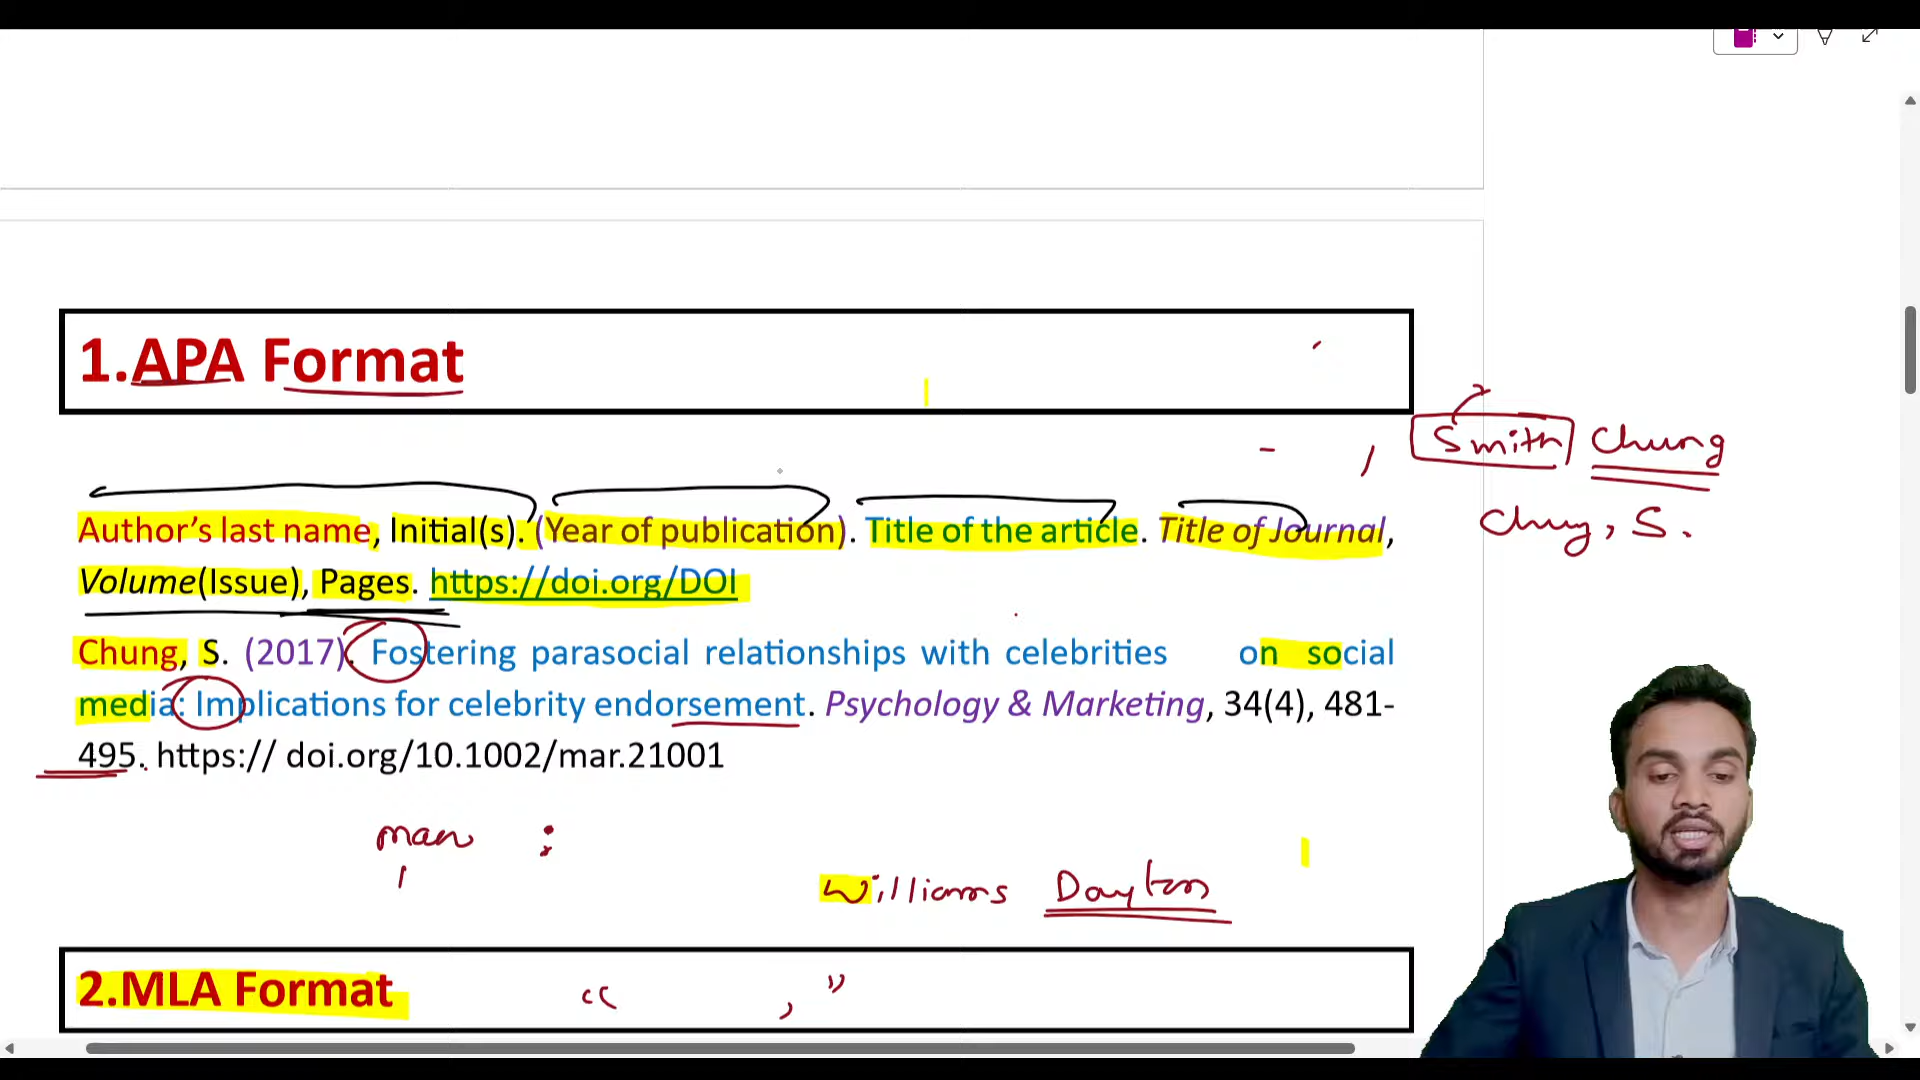 1.APA Format
Smith Chung
Chug, S.
Author’s last name, Initial(s). (Year of publication). Title of the article. Title of Journal,
Volume(Issue), Pages. https://doi.org/DOI
Chung, S. (2017). Fostering parasocial relationships with celebrities on social
media: Implications for celebrity endorsement. Psychology & Marketing, 34(4), 481-
495. https:// doi.org/10.1002/mar.21001
man :
Williams Dayton
2.MLA Format “ , ”